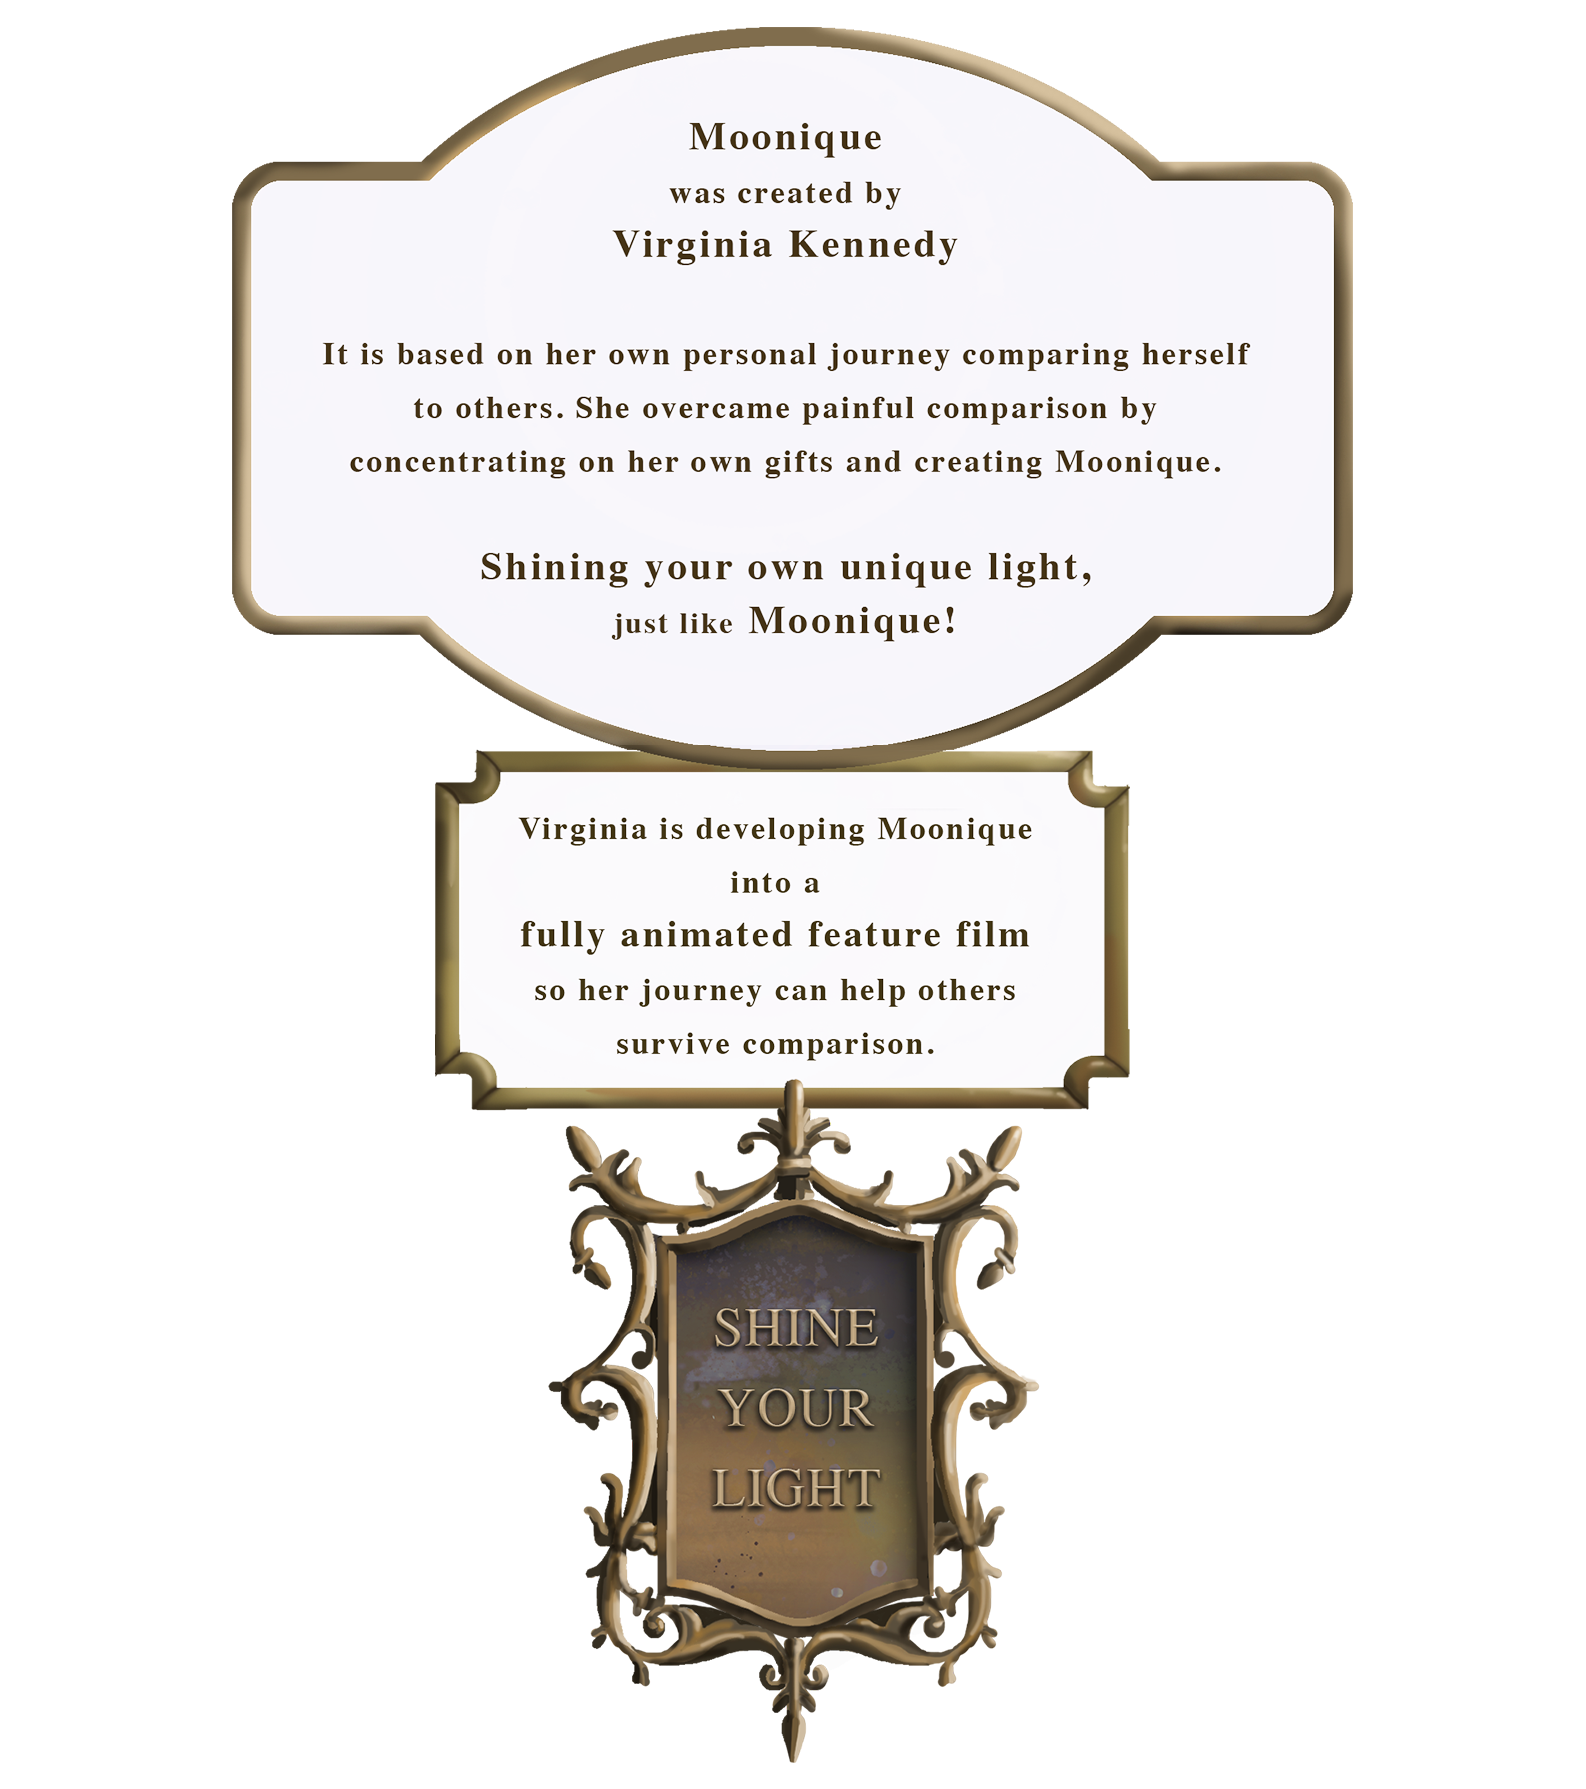 Moonique
was created by
Virginia Kennedy
It is based on her own personal journey comparing herself
to others. She overcame painful comparison by
concentrating on her own gifts and creating Moonique.
Shining your own unique light,
just like Moonique!
Virginia is developing Moonique
into a
fully animated feature film
so her journey can help others
survive comparison.
SHINE
YOUR
LIGHT